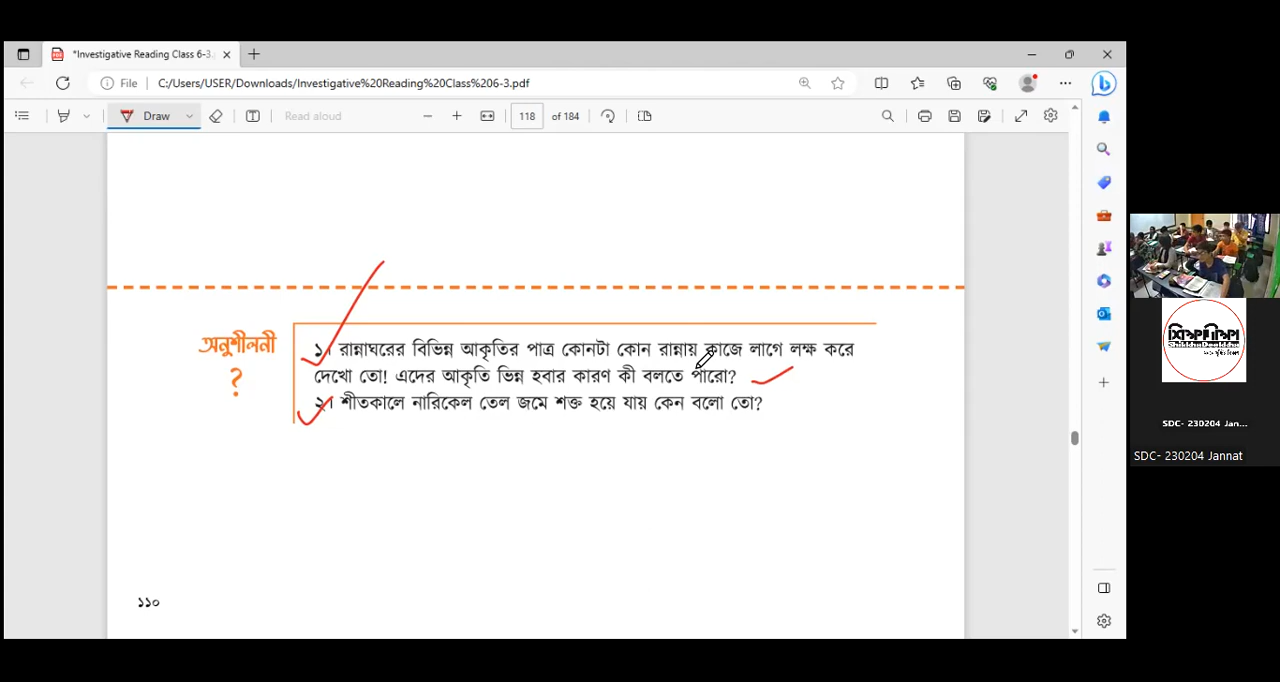 *Investigative Reading Class 6-3.
File C:/Users/USER/Downloads/Investigative%20Reading%20Class%206-3.pdf
Draw Read aloud 118 of 184
অনুশীলনী
?
১। রান্নাঘরের বিভিন্ন আকৃতির পাত্র কোনটা কোন রান্নায় কাজে লাগে লক্ষ করে
দেখো তো! এদের আকৃতি ভিন্ন হবার কারণ কী বলতে পারো?
২। শীতকালে নারিকেল তেল জমে শক্ত হয়ে যায় কেন বলো তো?
১১০
SDC- 230204 Jan...
SDC- 230204 Jannat